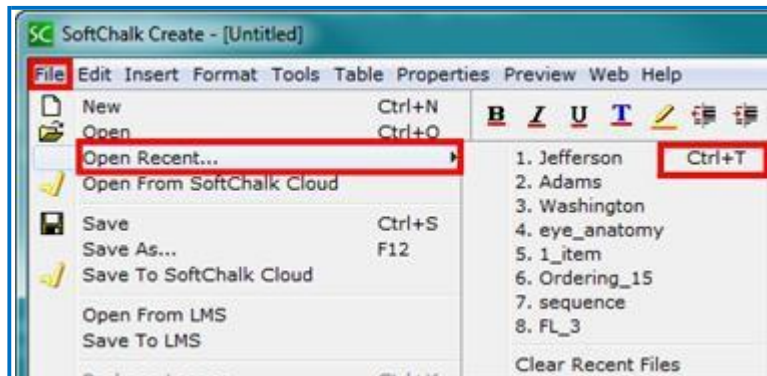 SC SoftChalk Create - [Untitled]
File Edit Insert Format Tools Table Properties Preview Web Help
New Ctrl+N
Open Ctrl+O
B I U T
Open Recent...
Open From SoftChalk Cloud
Save Ctrl+S
Save As... F12
Save To SoftChalk Cloud
Open From LMS
Save To LMS
1. Jefferson Ctrl+T
2. Adams
3. Washington
4. eye_anatomy
5. 1_item
6. Ordering_15
7. sequence
8. FL_3
Clear Recent Files